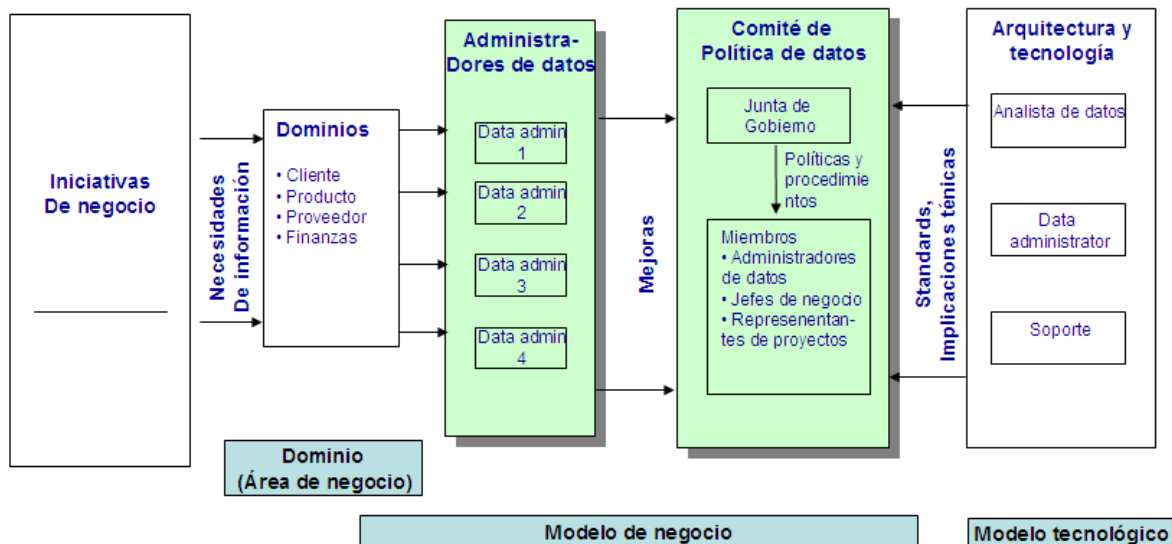 Iniciativas
De negocio
Necesidades
De información
Dominios
• Cliente
• Producto
• Proveedor
• Finanzas
Administra-
Dores de datos
Data admin
1
Data admin
2
Data admin
3
Data admin
4
Mejoras
Comité de
Política de datos
Junta de
Gobierno
Políticas y
procedimie
ntos
Miembros
• Administradores
de datos
• Jefes de negocio
• Represenentan-
tes de proyectos
Standards,
Implicaciones ténicas
Arquitectura y
tecnología
Analista de datos
Data
administrator
Soporte
Dominio
(Área de negocio)
Modelo de negocio
Modelo tecnológico